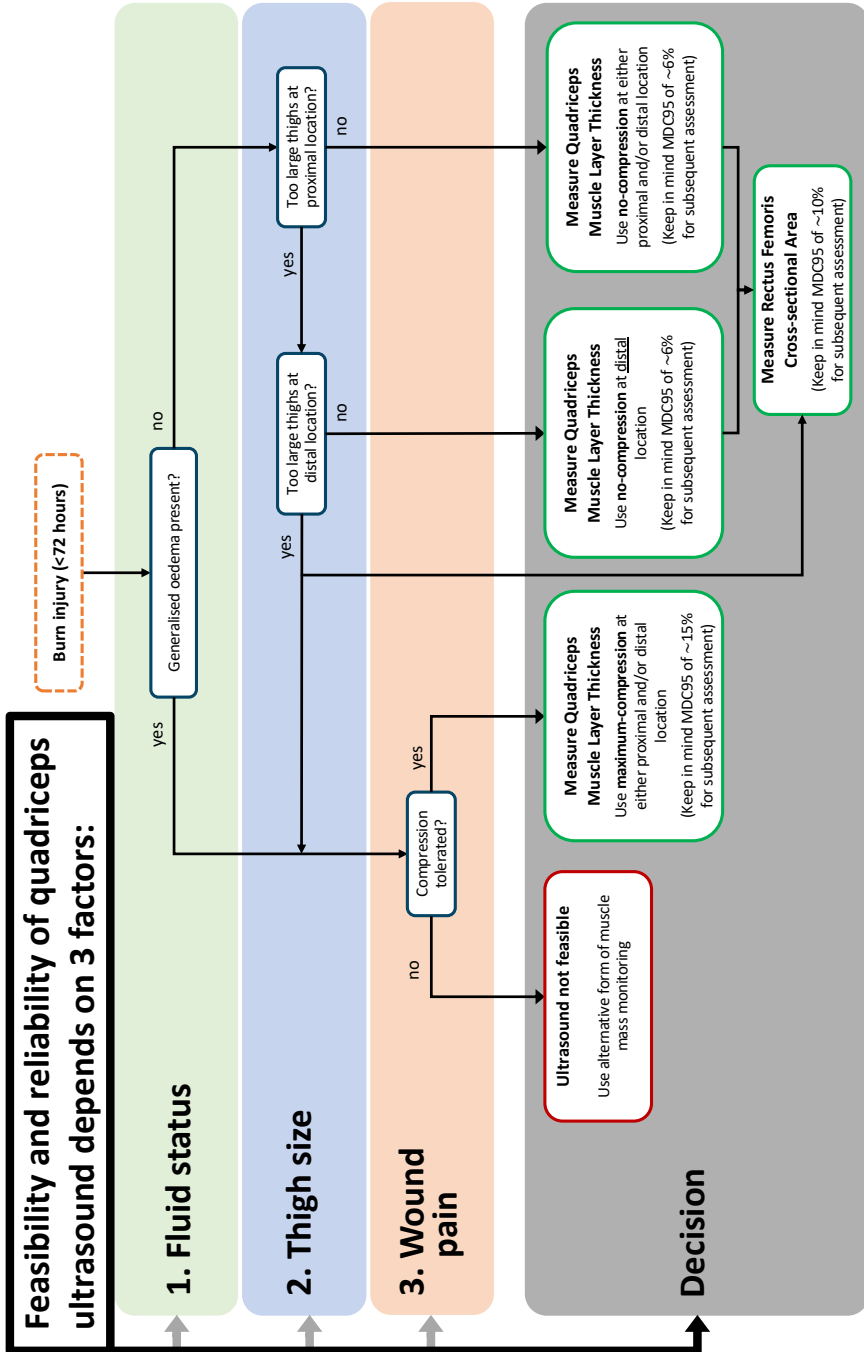 Feasibility and reliability of quadriceps
ultrasound depends on 3 factors:
Burn injury (<72 hours)
1. Fluid status
Generalised oedema present?
yes
no
2. Thigh size
Too large thighs at
distal location?
yes
no
Too large thighs at
proximal location?
yes
no
3. Wound
pain
Compression
tolerated?
no
yes
Decision
Ultrasound not feasible
Use alternative form of muscle
mass monitoring
Measure Quadriceps
Muscle Layer Thickness
Use maximum-compression at
either proximal and/or distal
location
(Keep in mind MDC95 of ~15%
for subsequent assessment)
Measure Quadriceps
Muscle Layer Thickness
Use no-compression at distal
location
(Keep in mind MDC95 of ~6%
for subsequent assessment)
Measure Quadriceps
Muscle Layer Thickness
Use no-compression at either
proximal and/or distal location
(Keep in mind MDC95 of ~6%
for subsequent assessment)
Measure Rectus Femoris
Cross-sectional Area
(Keep in mind MDC95 of ~10%
for subsequent assessment)